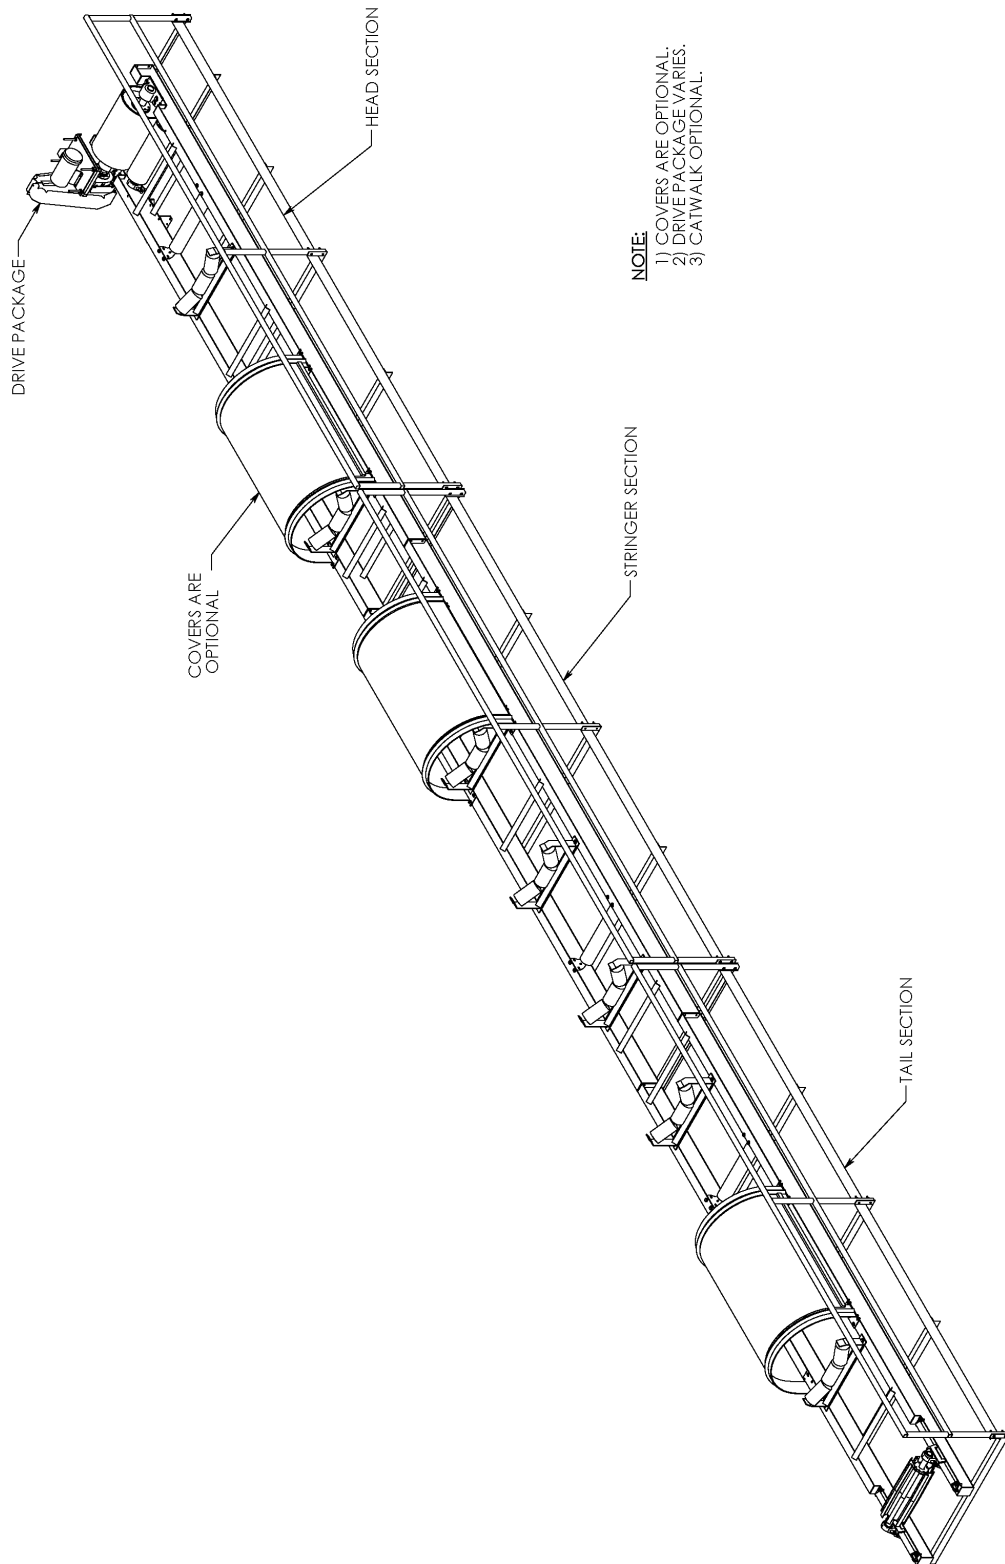 DRIVE PACKAGE
HEAD SECTION
COVERS ARE
OPTIONAL
STRINGER SECTION
TAIL SECTION
NOTE:
1) COVERS ARE OPTIONAL.
2) DRIVE PACKAGE VARIES.
3) CATWALK OPTIONAL.